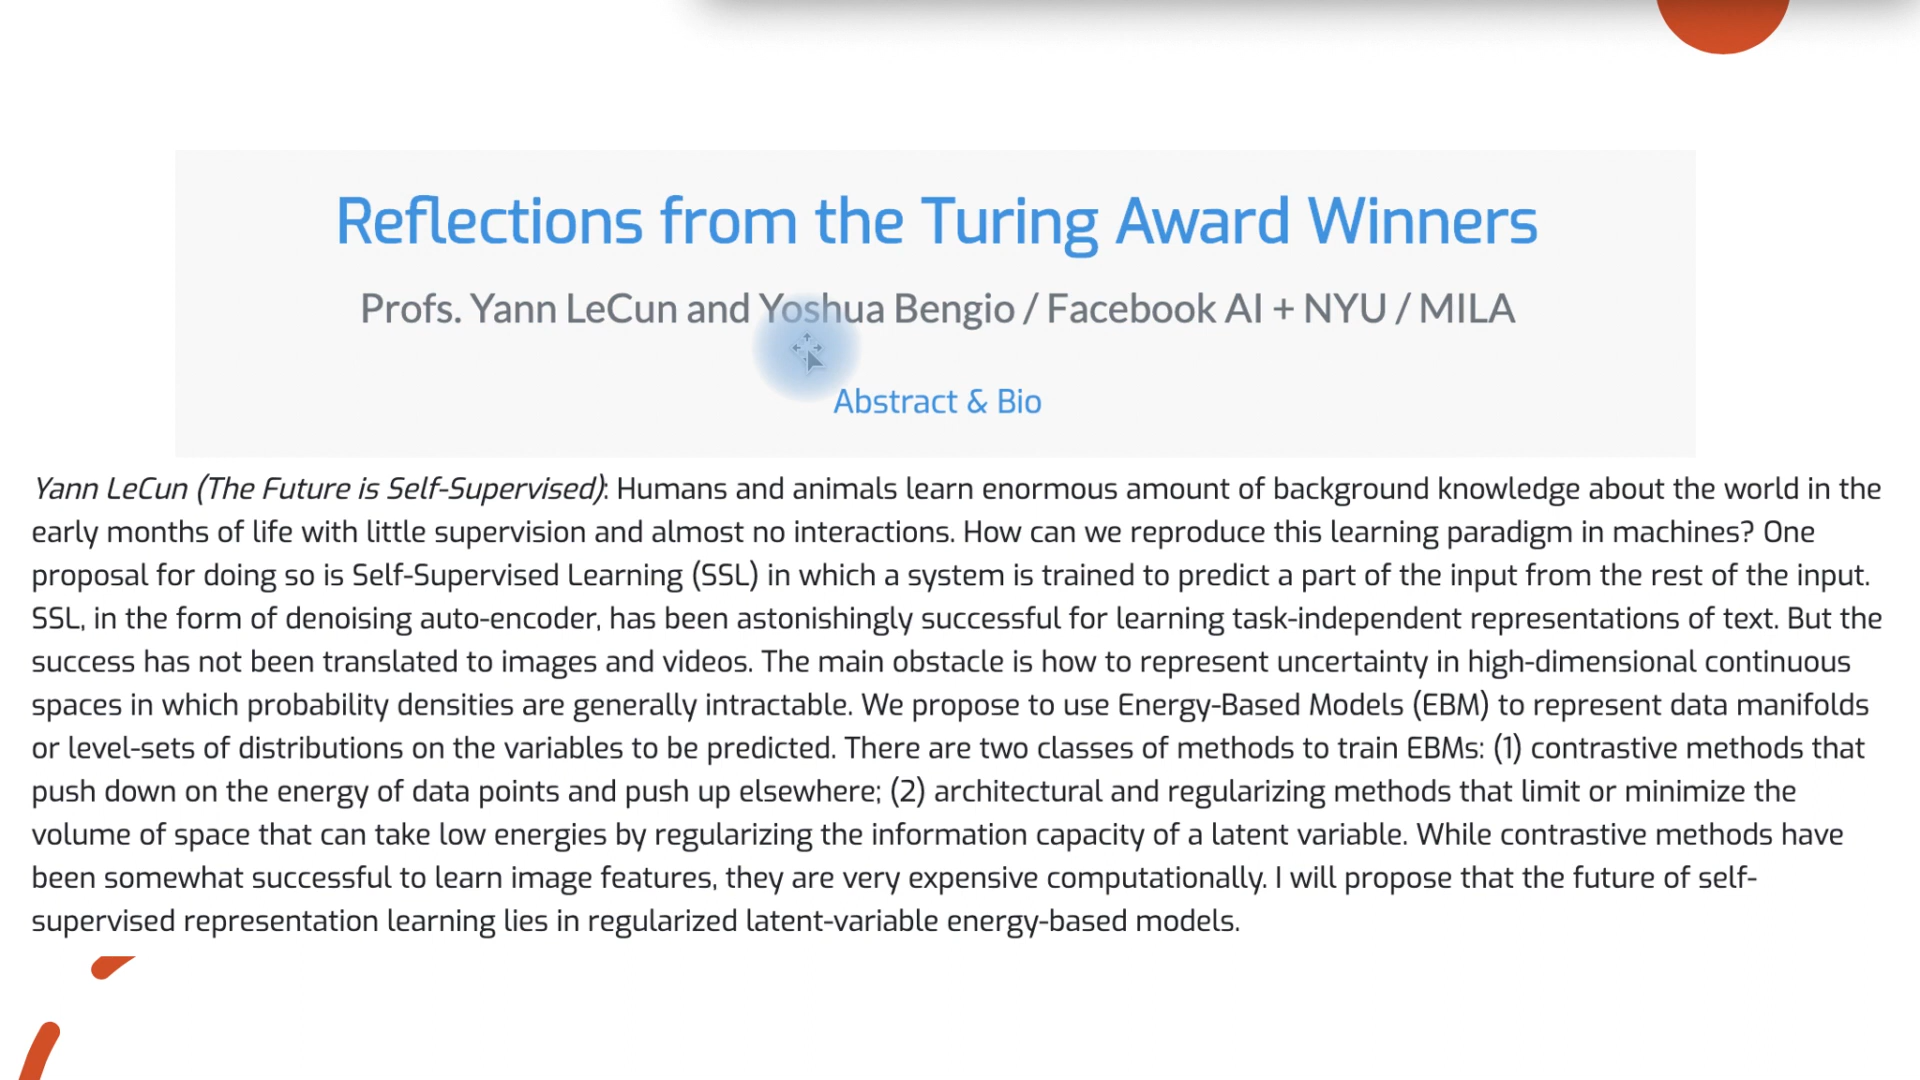 Reflections from the Turing Award Winners
Profs. Yann LeCun and Yoshua Bengio / Facebook AI + NYU / MILA
Abstract & Bio
Yann LeCun (The Future is Self-Supervised): Humans and animals learn enormous amount of background knowledge about the world in the
early months of life with little supervision and almost no interactions. How can we reproduce this learning paradigm in machines? One
proposal for doing so is Self-Supervised Learning (SSL) in which a system is trained to predict a part of the input from the rest of the input.
SSL, in the form of denoising auto-encoder, has been astonishingly successful for learning task-independent representations of text. But the
success has not been translated to images and videos. The main obstacle is how to represent uncertainty in high-dimensional continuous
spaces in which probability densities are generally intractable. We propose to use Energy-Based Models (EBM) to represent data manifolds
or level-sets of distributions on the variables to be predicted. There are two classes of methods to train EBMs: (1) contrastive methods that
push down on the energy of data points and push up elsewhere; (2) architectural and regularizing methods that limit or minimize the
volume of space that can take low energies by regularizing the information capacity of a latent variable. While contrastive methods have
been somewhat successful to learn image features, they are very expensive computationally. I will propose that the future of self-
supervised representation learning lies in regularized latent-variable energy-based models.